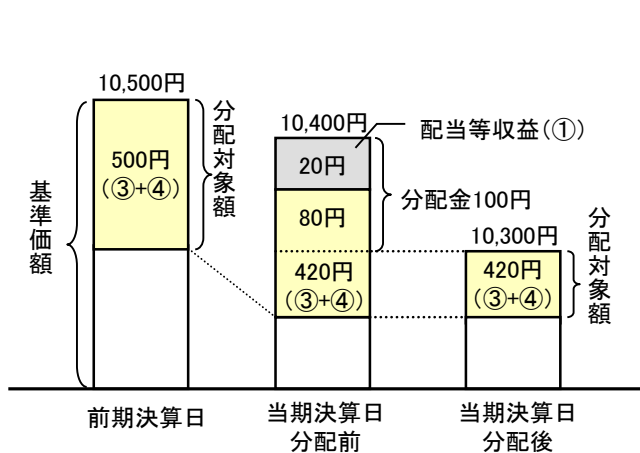 10,500円
分配対象額
500円
(③+④)
基準価額
前期決算日
10,400円
配当等収益(①)
20円
80円
分配金100円
420円
(③+④)
当期決算日
分配前
10,300円
420円
(③+④)
分配対象額
当期決算日
分配後